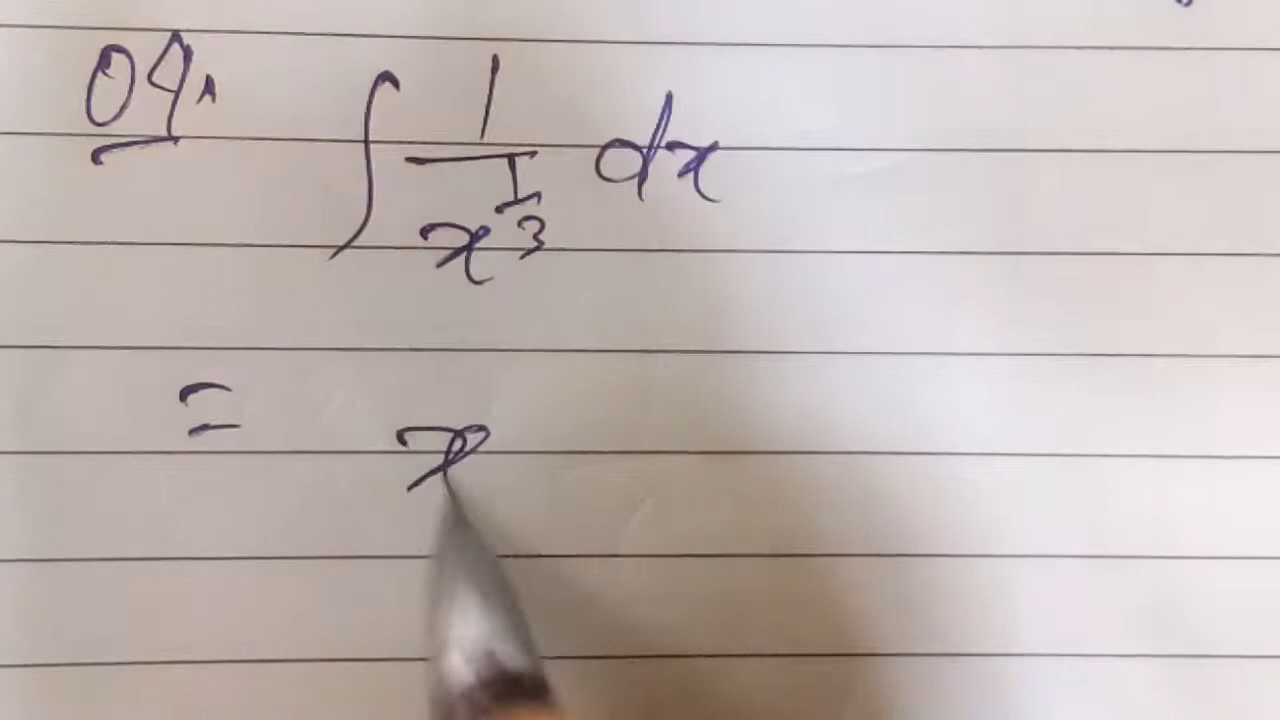 04. ∫ 1/x^(1/3) dx
= x